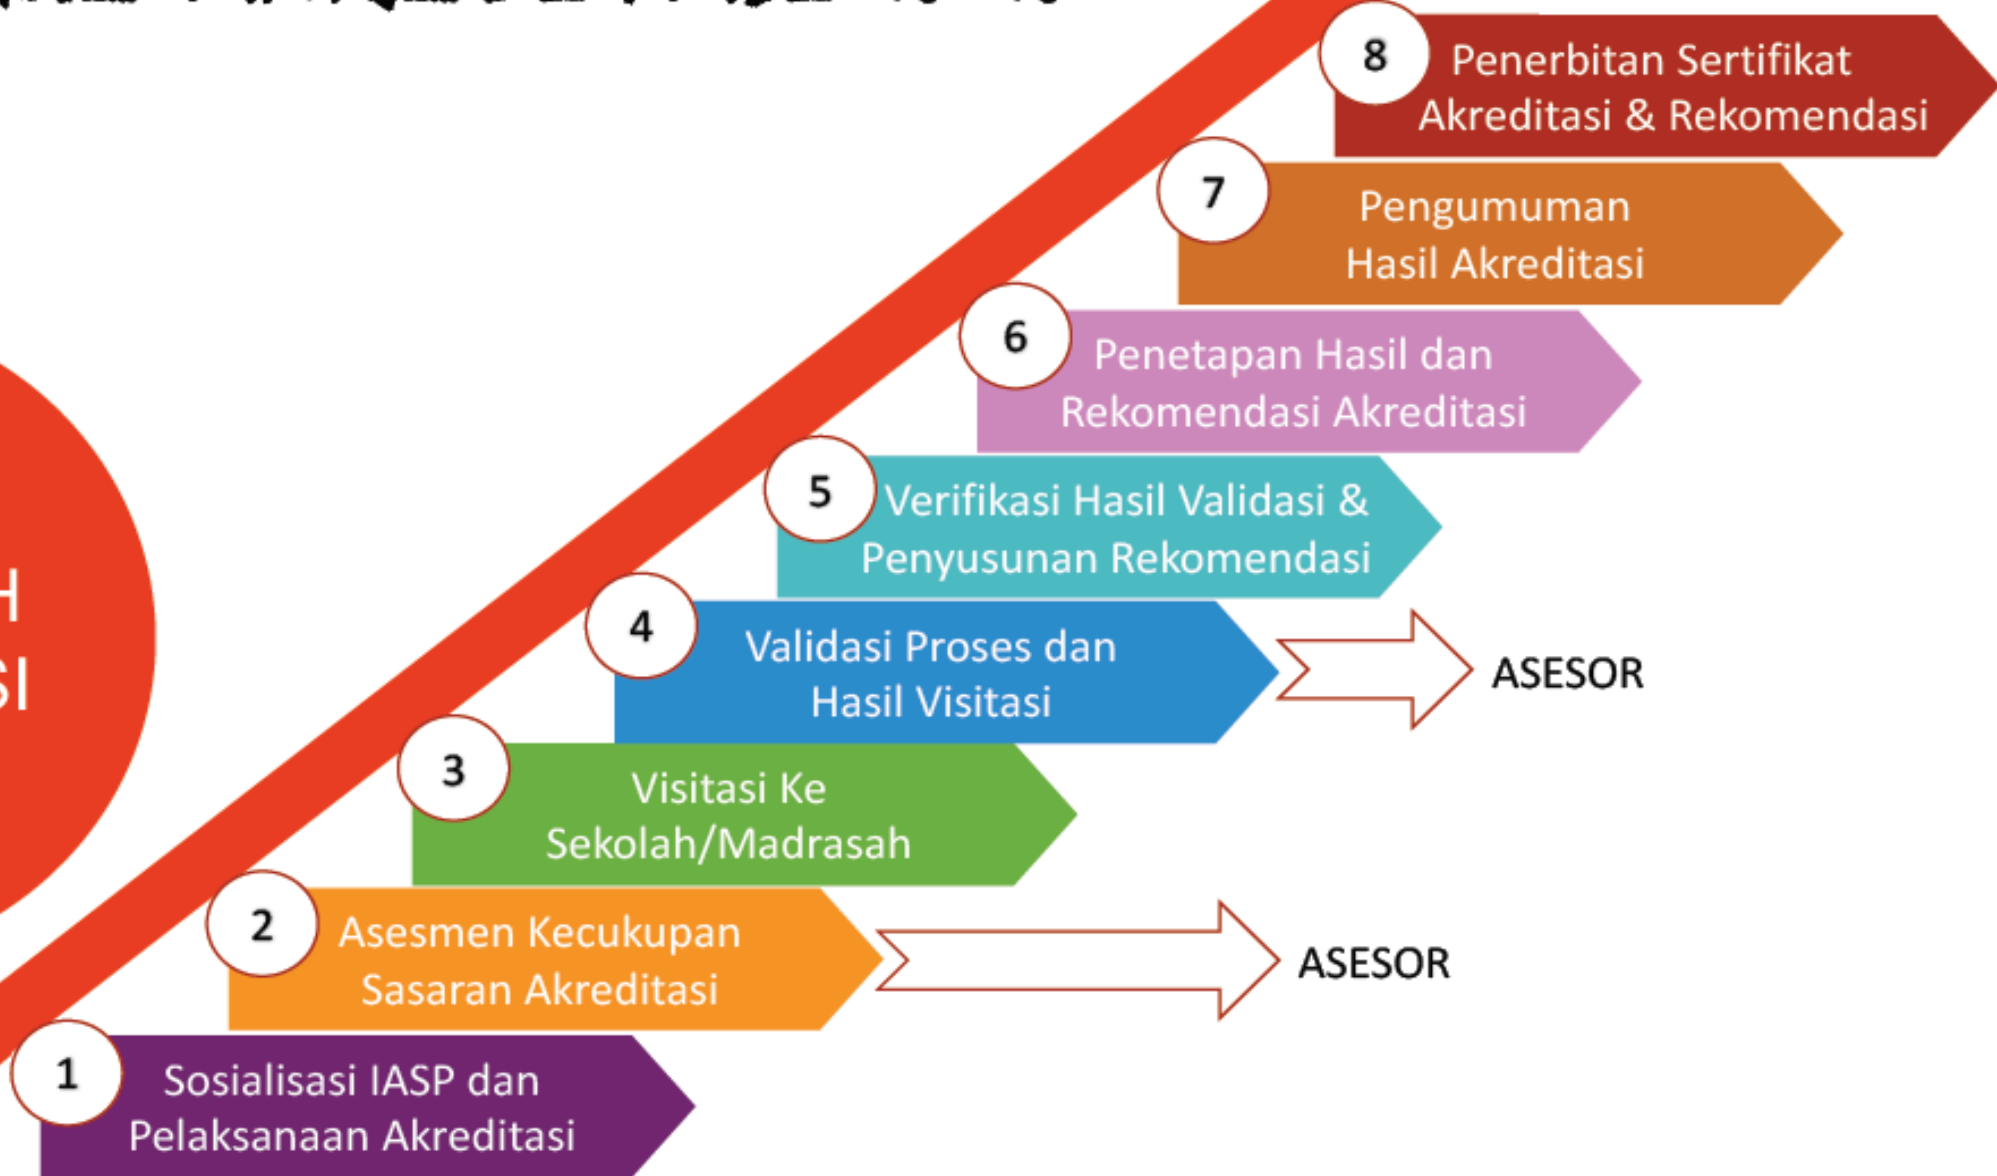 8
Penerbitan Sertifikat
Akreditasi & Rekomendasi
7
Pengumuman
Hasil Akreditasi
6
Penetapan Hasil dan
Rekomendasi Akreditasi
5
Verifikasi Hasil Validasi &
Penyusunan Rekomendasi
4
Validasi Proses dan
Hasil Visitasi
ASESOR
3
Visitasi Ke
Sekolah/Madrasah
2
Asesmen Kecukupan
Sasaran Akreditasi
ASESOR
1
Sosialisasi IASP dan
Pelaksanaan Akreditasi